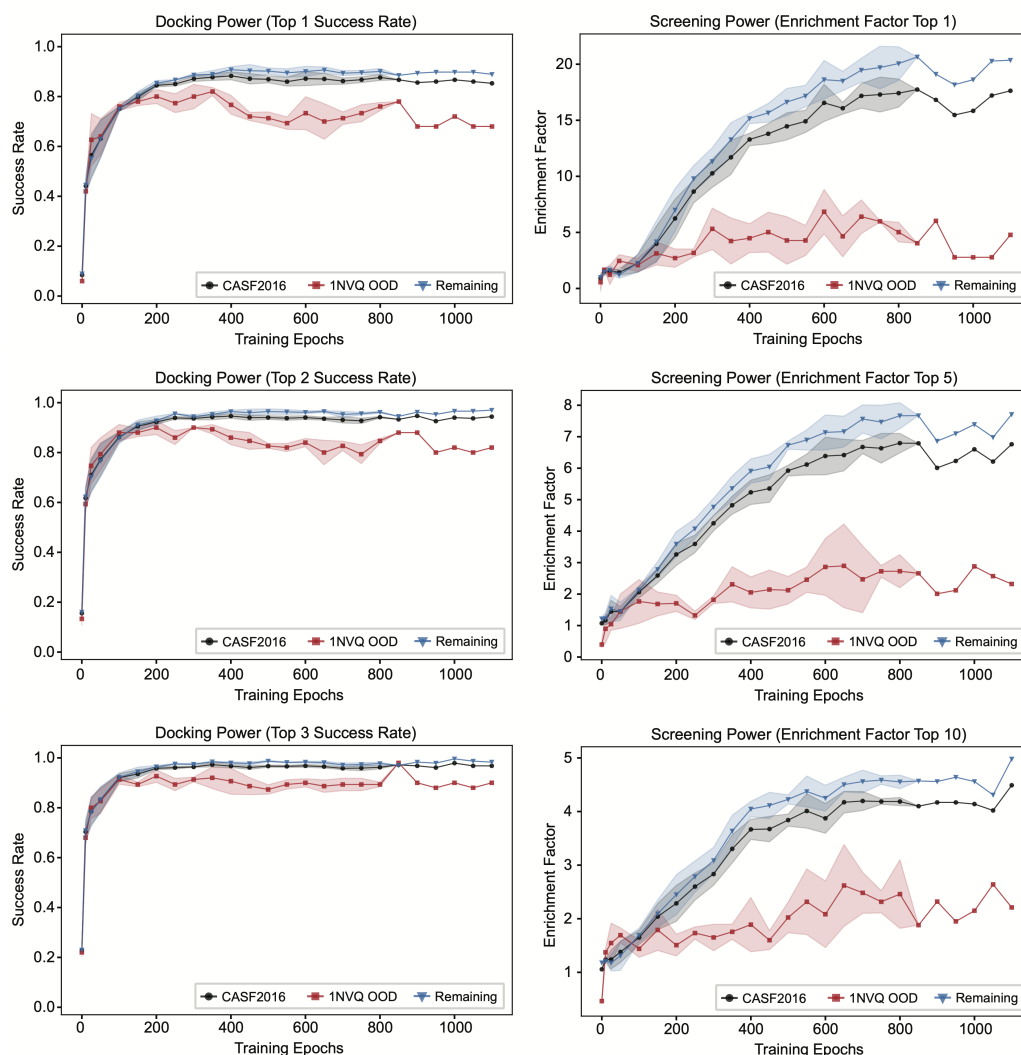 Docking Power (Top 1 Success Rate)
1.0
0.8
0.6
0.4
0.2
0.0
Success Rate
CASF2016 1NVQ OOD Remaining
0 200 400 600 800 1000
Training Epochs
Screening Power (Enrichment Factor Top 1)
20
15
10
5
0
Enrichment Factor
CASF2016 1NVQ OOD Remaining
0 200 400 600 800 1000
Training Epochs
Docking Power (Top 2 Success Rate)
1.0
0.8
0.6
0.4
0.2
0.0
Success Rate
CASF2016 1NVQ OOD Remaining
0 200 400 600 800 1000
Training Epochs
Screening Power (Enrichment Factor Top 5)
8
7
6
5
4
3
2
1
0
Enrichment Factor
CASF2016 1NVQ OOD Remaining
0 200 400 600 800 1000
Training Epochs
Docking Power (Top 3 Success Rate)
1.0
0.8
0.6
0.4
0.2
0.0
Success Rate
CASF2016 1NVQ OOD Remaining
0 200 400 600 800 1000
Training Epochs
Screening Power (Enrichment Factor Top 10)
5
4
3
2
1
Enrichment Factor
CASF2016 1NVQ OOD Remaining
0 200 400 600 800 1000
Training Epochs